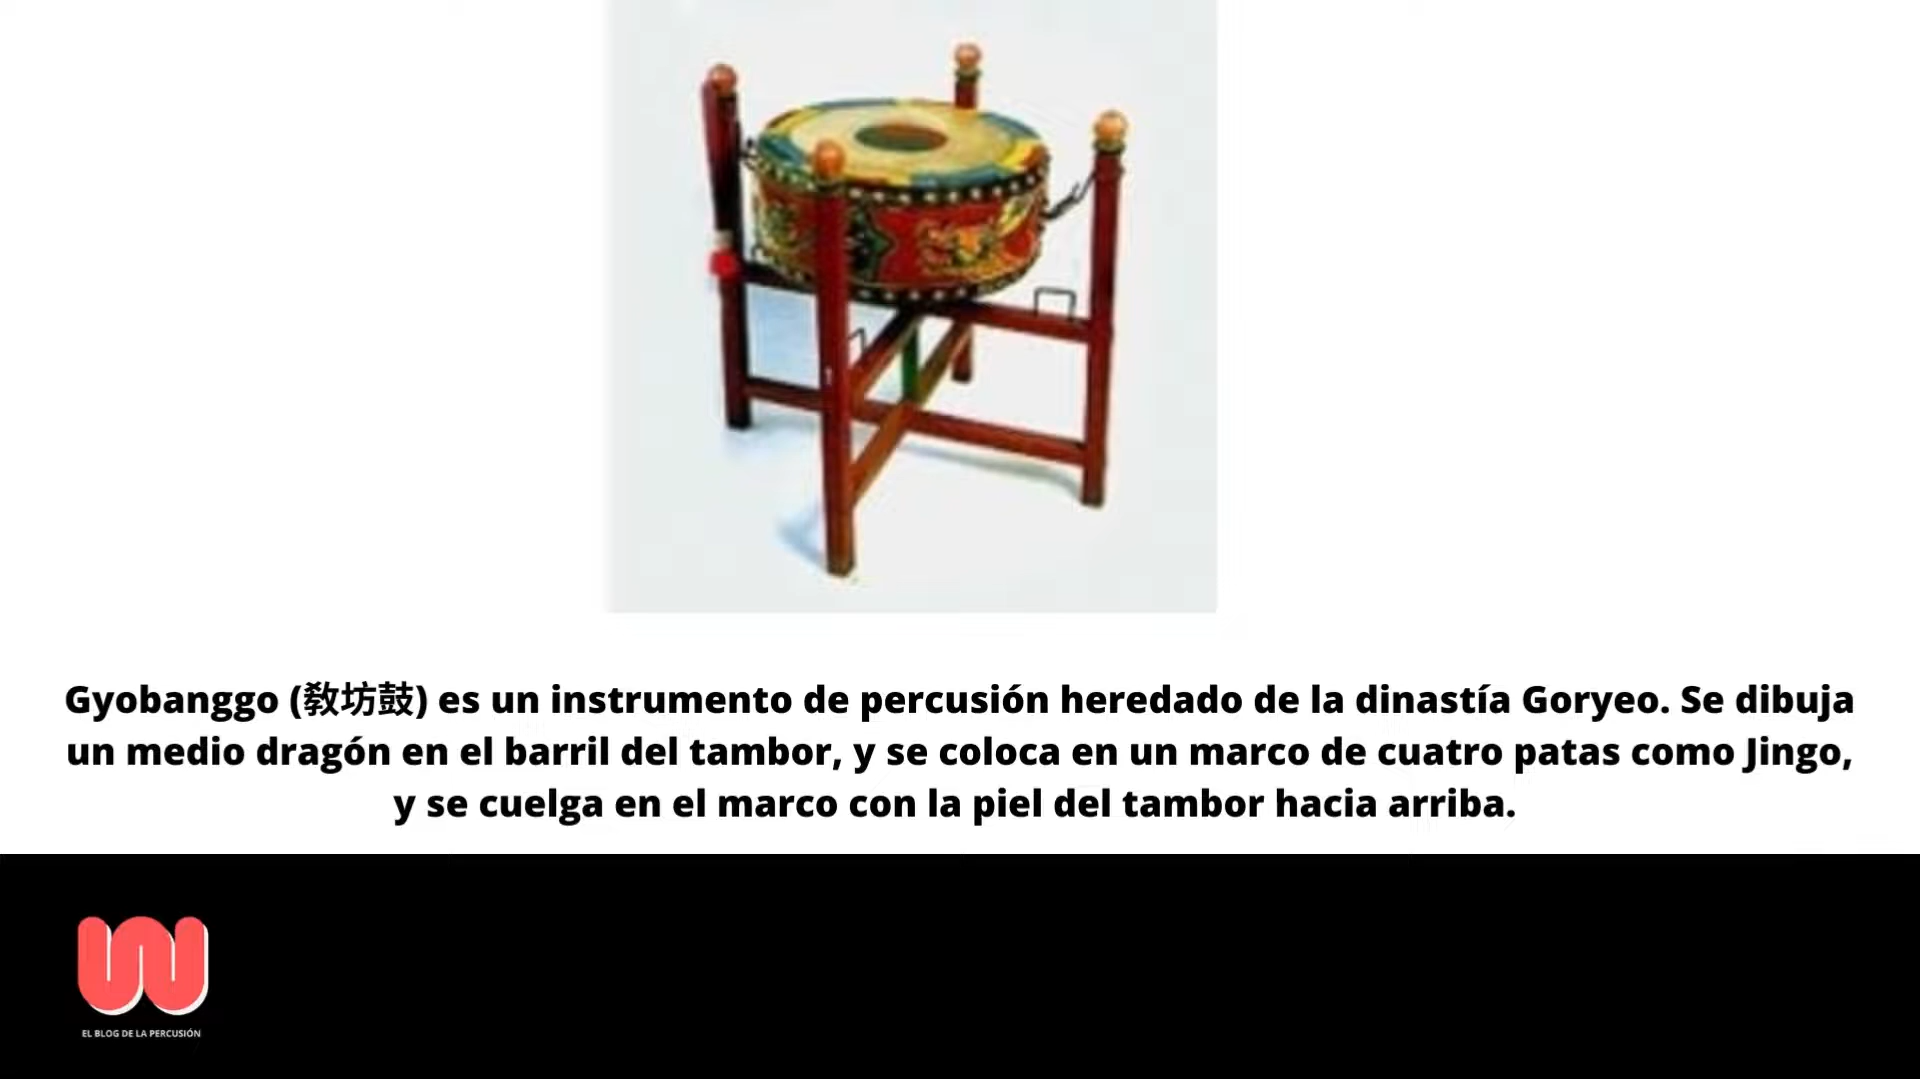 Gyobanggo (敎坊鼓) es un instrumento de percusión heredado de la dinastía Goryeo. Se dibuja
un medio dragón en el barril del tambor, y se coloca en un marco de cuatro patas como Jingo,
y se cuelga en el marco con la piel del tambor hacia arriba.
EL BLOG DE LA PERCUSIÓN